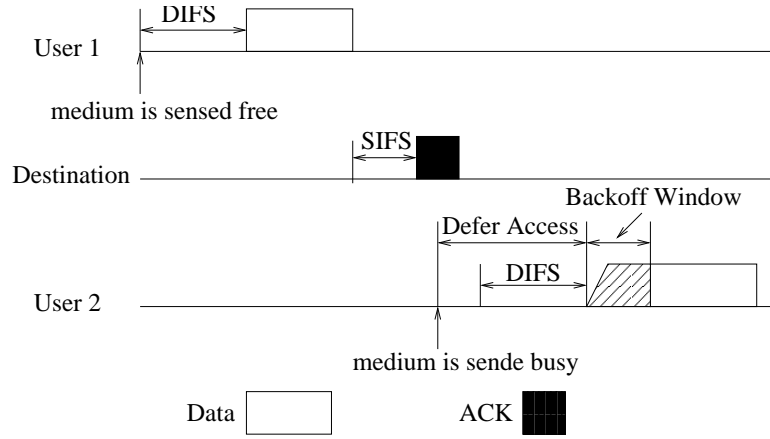 DIFS
User 1
medium is sensed free
SIFS
Destination
Backoff Window
Defer Access
DIFS
User 2
medium is sende busy
Data
ACK